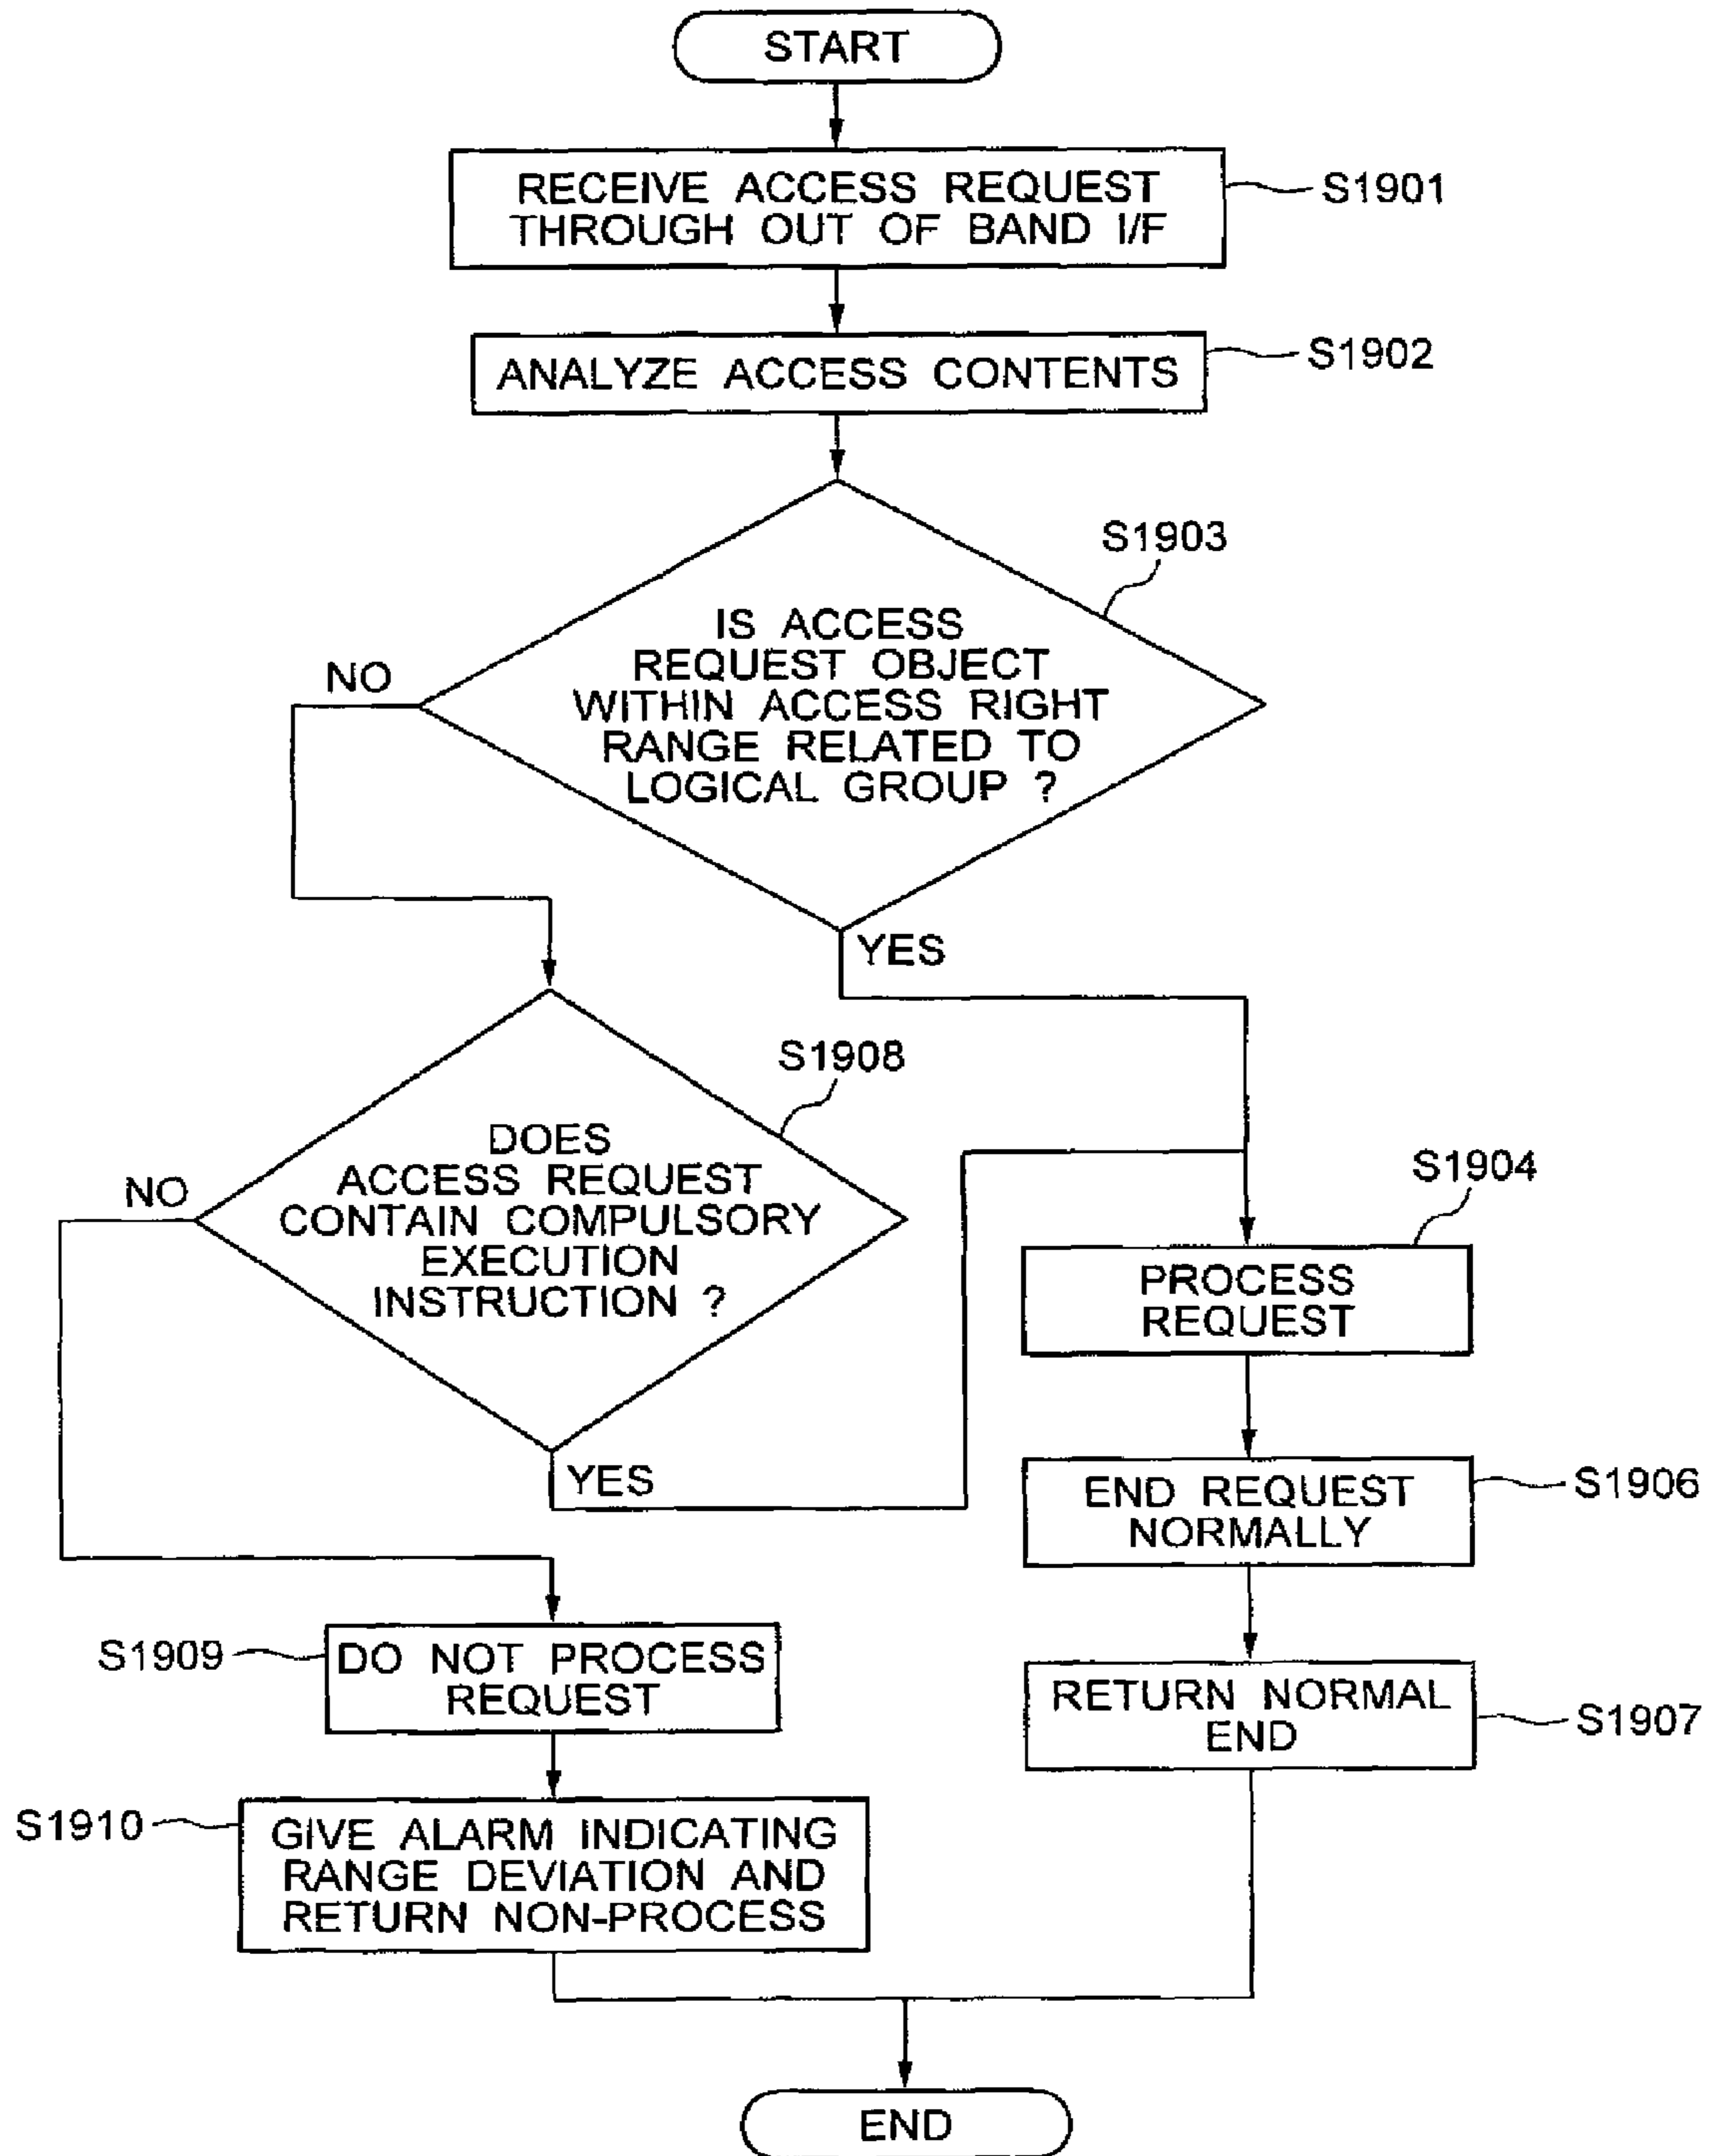 START
RECEIVE ACCESS REQUEST
THROUGH OUT OF BAND I/F
S1901
ANALYZE ACCESS CONTENTS
S1902
S1903
IS ACCESS
REQUEST OBJECT
WITHIN ACCESS RIGHT
RANGE RELATED TO
LOGICAL GROUP ?
NO
YES
S1908
DOES
ACCESS REQUEST
CONTAIN COMPULSORY
EXECUTION
INSTRUCTION ?
NO
YES
S1904
PROCESS
REQUEST
END REQUEST
NORMALLY
S1906
S1909
DO NOT PROCESS
REQUEST
RETURN NORMAL
END
S1907
S1910
GIVE ALARM INDICATING
RANGE DEVIATION AND
RETURN NON-PROCESS
END